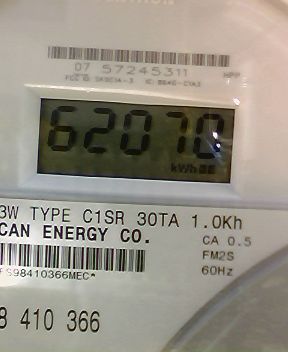 07 57245311
62070
kWh
3W TYPE C1SR 30TA 1.0Kh
CAN ENERGY CO.
CA 0.5
FM2S
60Hz
S98410366MEC*
8 410 366